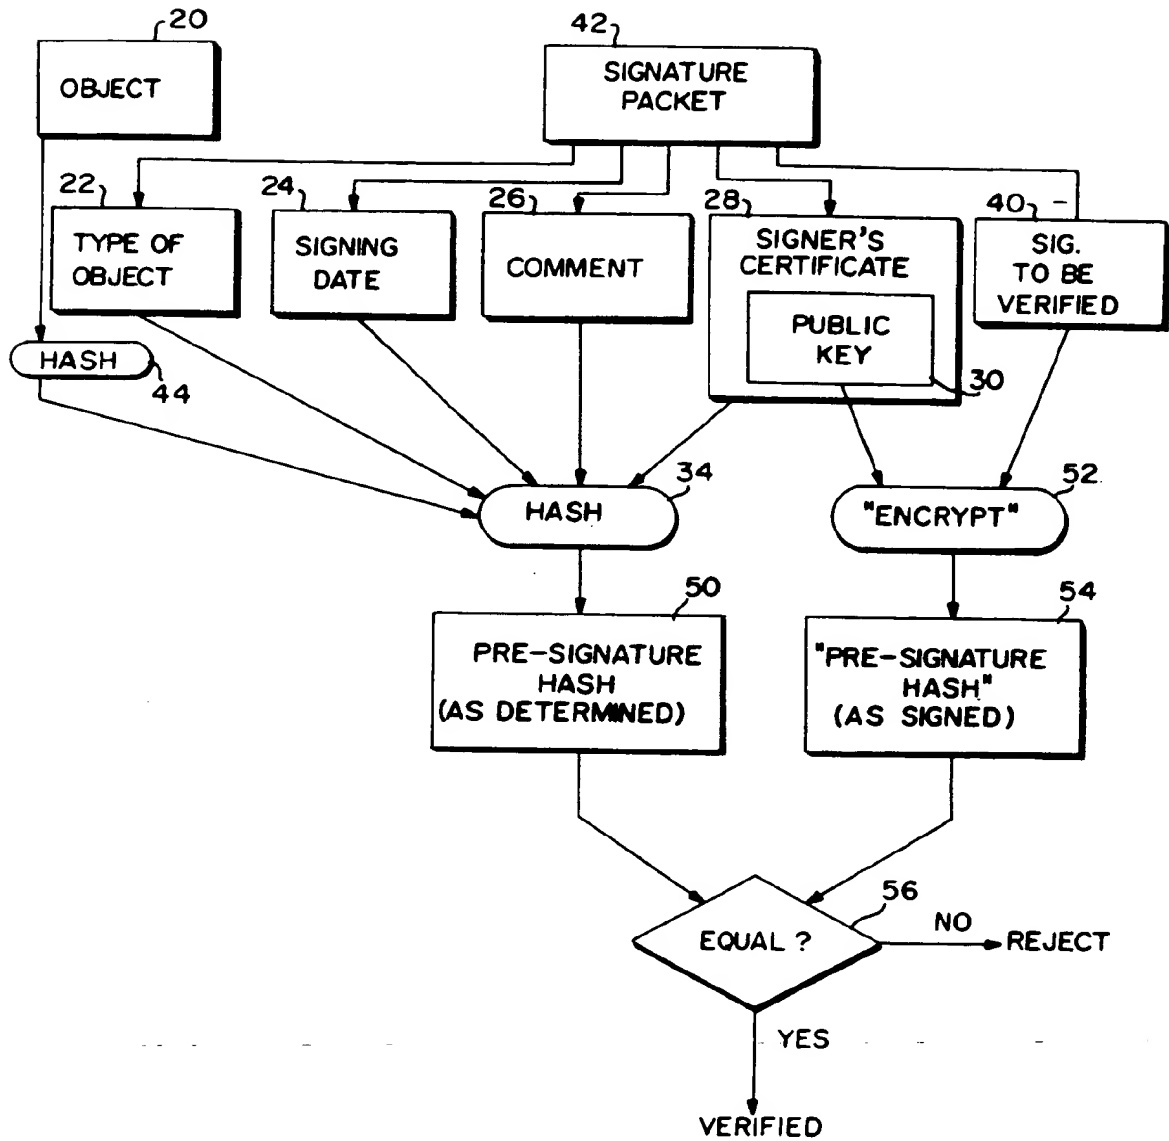 20
OBJECT
42
SIGNATURE
PACKET
22
TYPE OF
OBJECT
24
SIGNING
DATE
26
COMMENT
28
SIGNER'S
CERTIFICATE
PUBLIC
KEY
30
40
SIG.
TO BE
VERIFIED
HASH
44
HASH
34
"ENCRYPT"
52
50
PRE-SIGNATURE
HASH
(AS DETERMINED)
54
"PRE-SIGNATURE
HASH"
(AS SIGNED)
EQUAL ?
56
NO
REJECT
YES
VERIFIED